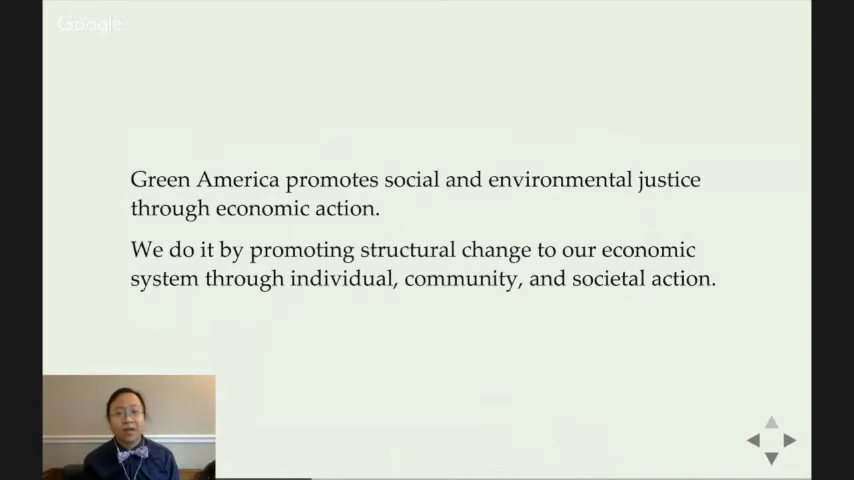 Google
Green America promotes social and environmental justice
through economic action.
We do it by promoting structural change to our economic
system through individual, community, and societal action.